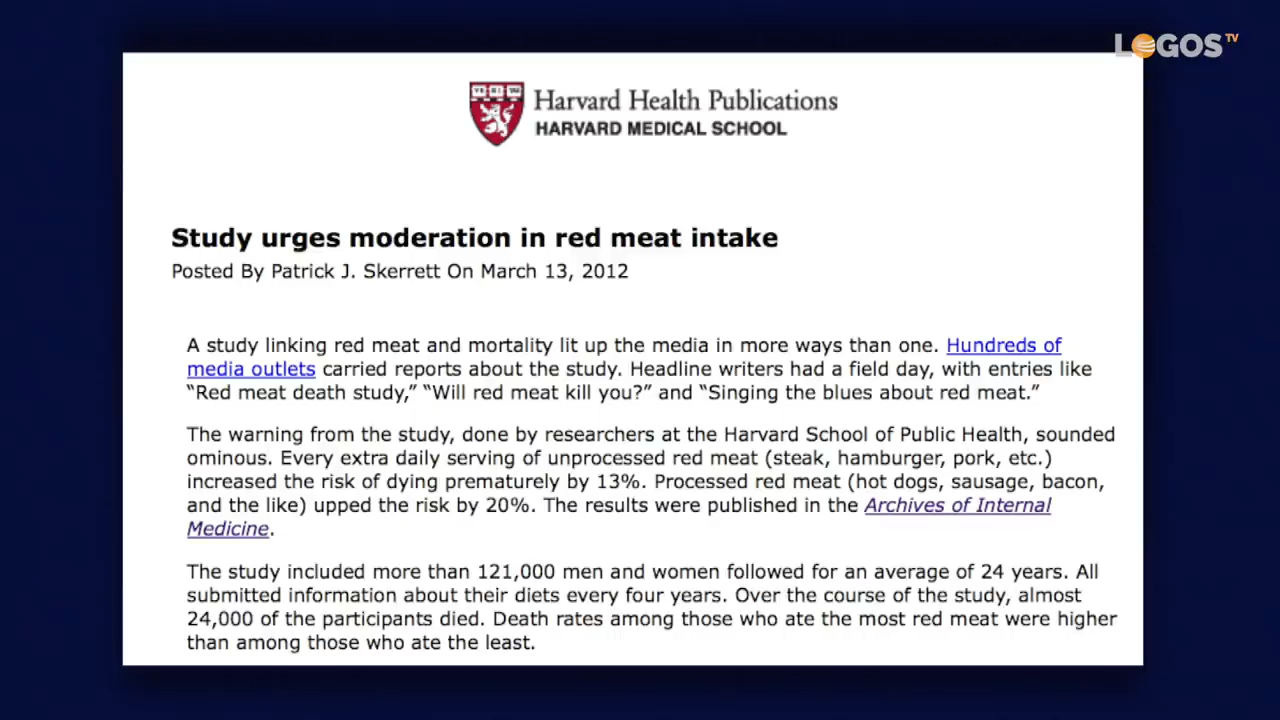 LOGOS TV
Harvard Health Publications
HARVARD MEDICAL SCHOOL
Study urges moderation in red meat intake
Posted By Patrick J. Skerrett On March 13, 2012
A study linking red meat and mortality lit up the media in more ways than one. Hundreds of
media outlets carried reports about the study. Headline writers had a field day, with entries like
“Red meat death study,” “Will red meat kill you?” and “Singing the blues about red meat.”
The warning from the study, done by researchers at the Harvard School of Public Health, sounded
ominous. Every extra daily serving of unprocessed red meat (steak, hamburger, pork, etc.)
increased the risk of dying prematurely by 13%. Processed red meat (hot dogs, sausage, bacon,
and the like) upped the risk by 20%. The results were published in the Archives of Internal
Medicine.
The study included more than 121,000 men and women followed for an average of 24 years. All
submitted information about their diets every four years. Over the course of the study, almost
24,000 of the participants died. Death rates among those who ate the most red meat were higher
than among those who ate the least.